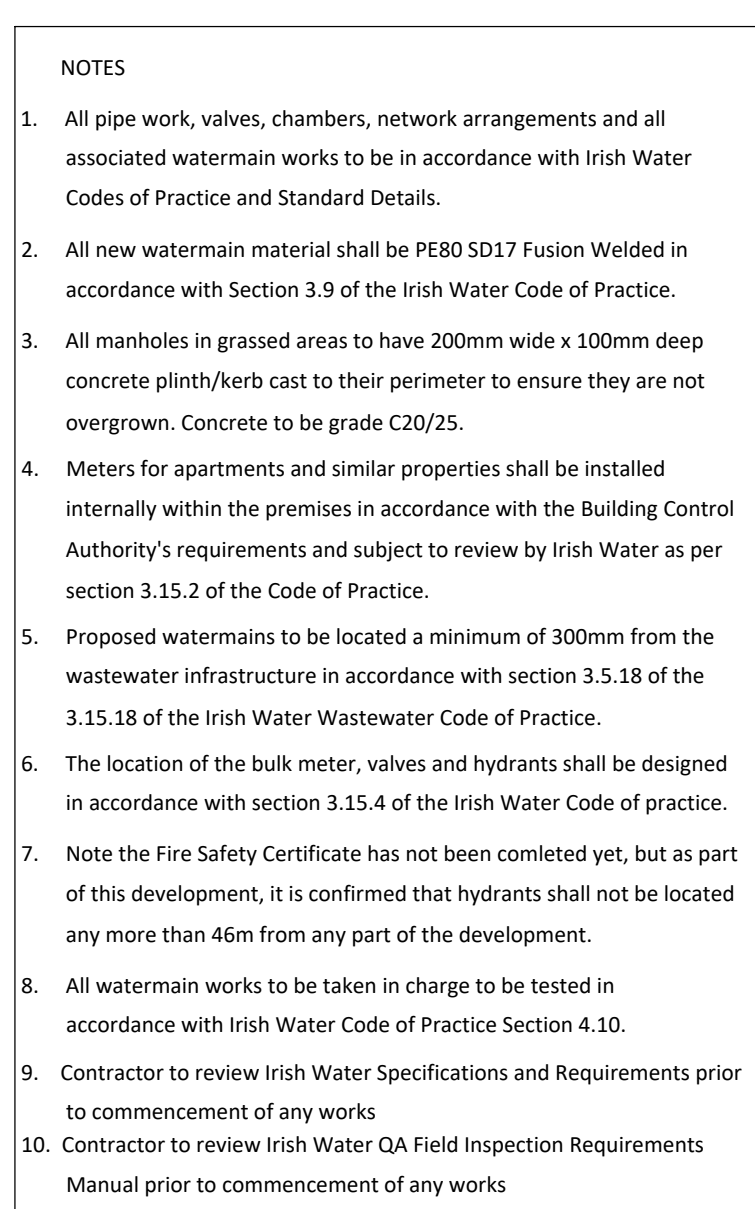 NOTES
1. All pipe work, valves, chambers, network arrangements and all
associated watermain works to be in accordance with Irish Water
Codes of Practice and Standard Details.
2. All new watermain material shall be PE80 SD17 Fusion Welded in
accordance with Section 3.9 of the Irish Water Code of Practice.
3. All manholes in grassed areas to have 200mm wide x 100mm deep
concrete plinth/kerb cast to their perimeter to ensure they are not
overgrown. Concrete to be grade C20/25.
4. Meters for apartments and similar properties shall be installed
internally within the premises in accordance with the Building Control
Authority's requirements and subject to review by Irish Water as per
section 3.15.2 of the Code of Practice.
5. Proposed watermains to be located a minimum of 300mm from the
wastewater infrastructure in accordance with section 3.5.18 of the
3.15.18 of the Irish Water Wastewater Code of Practice.
6. The location of the bulk meter, valves and hydrants shall be designed
in accordance with section 3.15.4 of the Irish Water Code of practice.
7. Note the Fire Safety Certificate has not been comleted yet, but as part
of this development, it is confirmed that hydrants shall not be located
any more than 46m from any part of the development.
8. All watermain works to be taken in charge to be tested in
accordance with Irish Water Code of Practice Section 4.10.
9. Contractor to review Irish Water Specifications and Requirements prior
to commencement of any works
10. Contractor to review Irish Water QA Field Inspection Requirements
Manual prior to commencement of any works